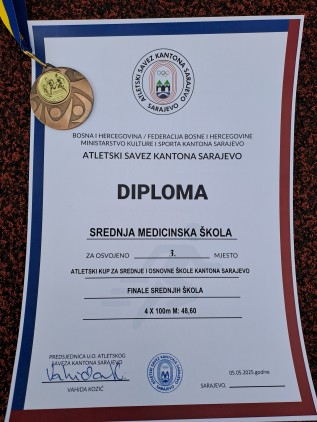 ATLETSKI SAVEZ KANTONA SARAJEVO
SARAJEVO
BOSNA I HERCEGOVINA / FEDERACIJA BOSNE I HERCEGOVINE
MINISTARSTVO KULTURE I SPORTA KANTONA SARAJEVO
ATLETSKI SAVEZ KANTONA SARAJEVO
DIPLOMA
SREDNJA MEDICINSKA ŠKOLA
ZA OSVOJENO 3. MJESTO
ATLETSKI KUP ZA SREDNJE I OSNOVNE ŠKOLE KANTONA SARAJEVO
FINALE SREDNJIH ŠKOLA
4 X 100m M: 48,60
PREDSJEDNICA U.O. ATLETSKOG
SAVEZA KANTONA SARAJEVO
VAHIDA KOZIĆ
05.05.2025.godine
SARAJEVO,